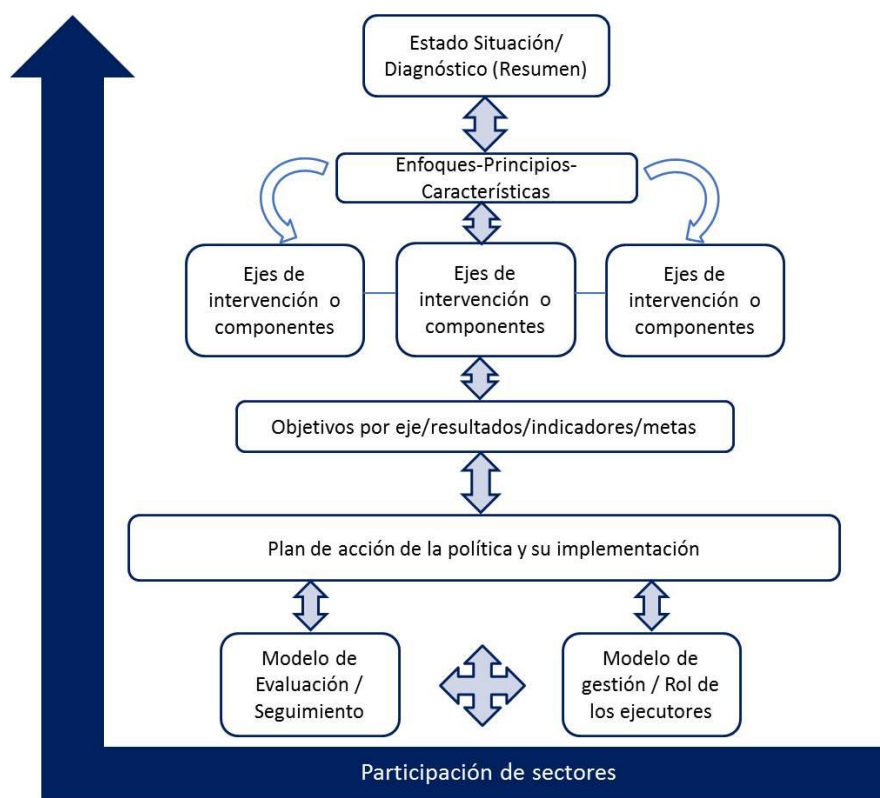 Estado Situación/
Diagnóstico (Resumen)
Enfoques-Principios-
Características
Ejes de
intervención o
componentes
Ejes de
intervención o
componentes
Ejes de
intervención o
componentes
Objetivos por eje/resultados/indicadores/metas
Plan de acción de la política y su implementación
Modelo de
Evaluación /
Seguimiento
Modelo de
gestión / Rol de
los ejecutores
Participación de sectores